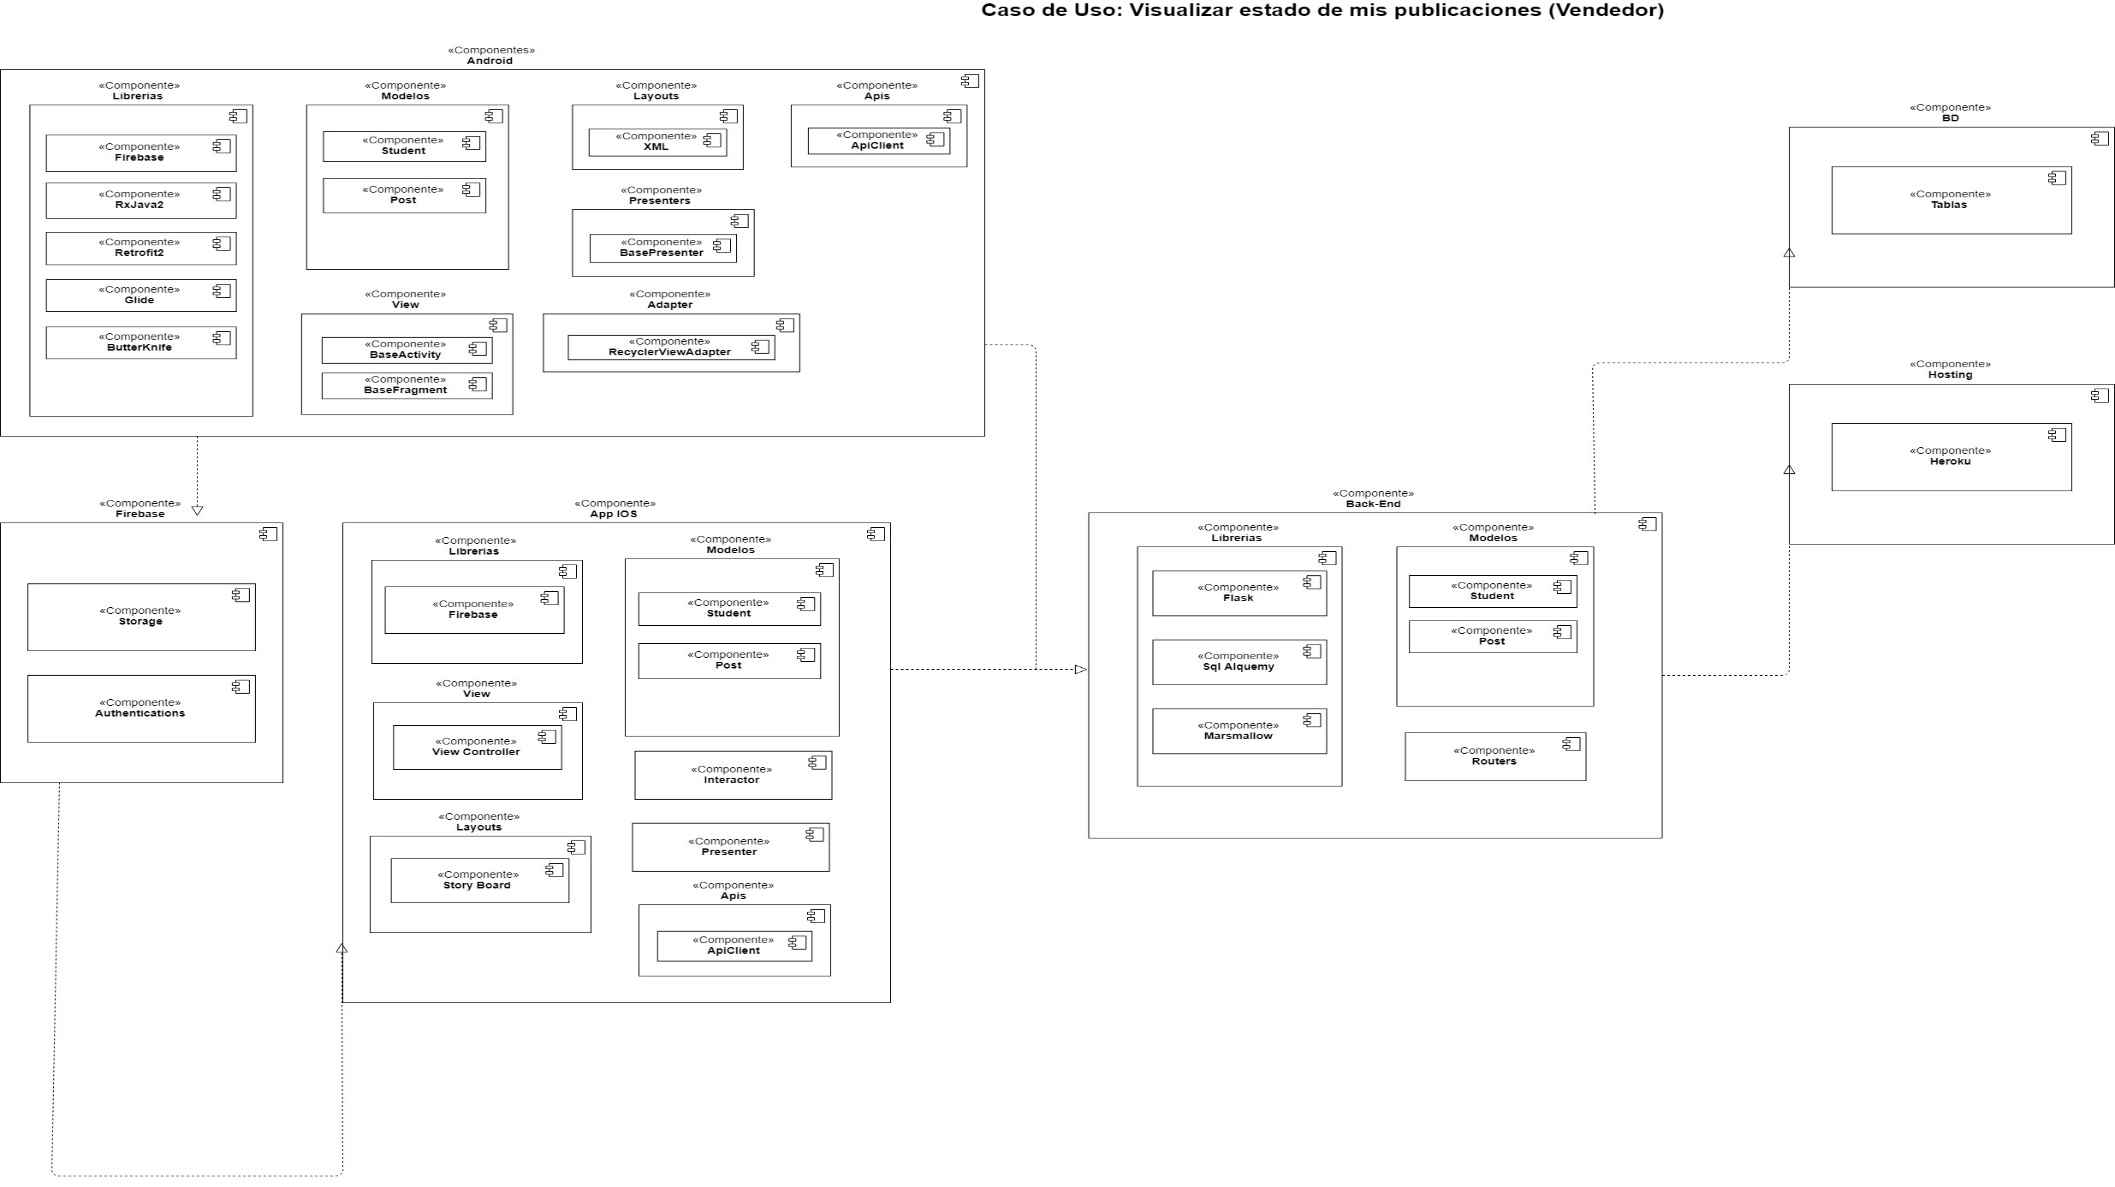 Caso de Uso: Visualizar estado de mis publicaciones (Vendedor)
«Componentes»
Android
«Componente»
Librerias
«Componente»
Firebase
«Componente»
RxJava2
«Componente»
Retrofit2
«Componente»
Glide
«Componente»
ButterKnife
«Componente»
Modelos
«Componente»
Student
«Componente»
Post
«Componente»
View
«Componente»
BaseActivity
«Componente»
BaseFragment
«Componente»
Layouts
«Componente»
XML
«Componente»
Presenters
«Componente»
BasePresenter
«Componente»
Adapter
«Componente»
RecyclerViewAdapter
«Componente»
Apis
«Componente»
ApiClient
«Componente»
Firebase
«Componente»
Storage
«Componente»
Authentications
«Componente»
App IOS
«Componente»
Librerias
«Componente»
Firebase
«Componente»
View
«Componente»
View Controller
«Componente»
Layouts
«Componente»
Story Board
«Componente»
Modelos
«Componente»
Student
«Componente»
Post
«Componente»
Interactor
«Componente»
Presenter
«Componente»
Apis
«Componente»
ApiClient
«Componente»
Back-End
«Componente»
Librerias
«Componente»
Flask
«Componente»
Sql Alquemy
«Componente»
Marsmallow
«Componente»
Modelos
«Componente»
Student
«Componente»
Post
«Componente»
Routers
«Componente»
BD
«Componente»
Tablas
«Componente»
Hosting
«Componente»
Heroku